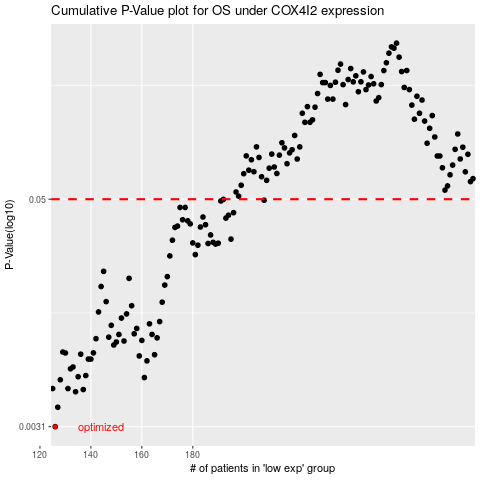 Cumulative P-Value plot for OS under COX4I2 expression
P-Value(log10)
0.05
0.0031
optimized
120 140 160 180
# of patients in 'low exp' group